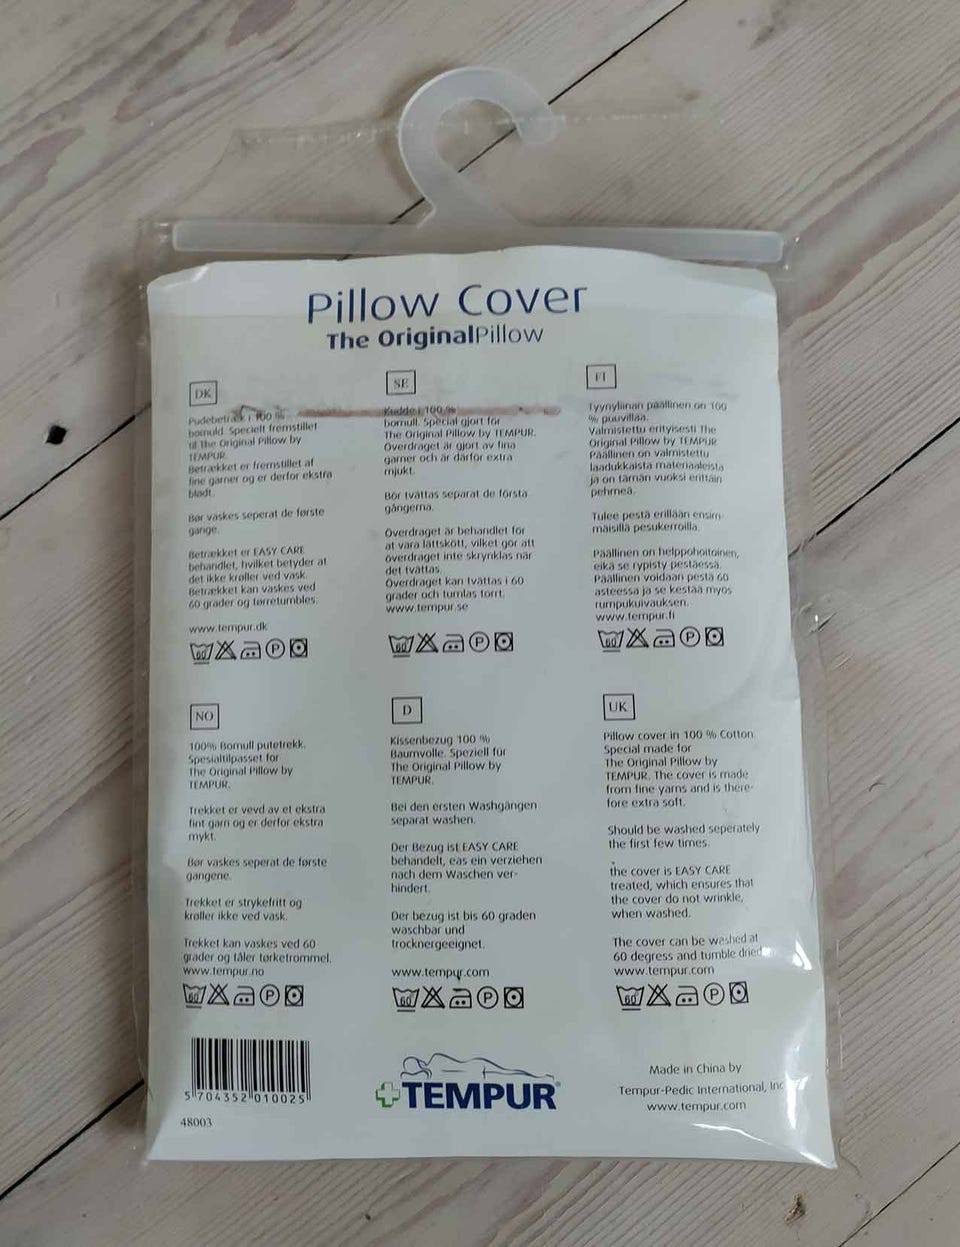 Pillow Cover
The OriginalPillow
DK
Pudebetræk i 100 %
bomuld. Specielt fremstillet
til The Original Pillow by
TEMPUR.
Betrækket er fremstillet af
fine garner og er derfor ekstra
blødt.
Bør vaskes seperat de første
gange.
Betrækket er EASY CARE
behandlet, hvilket betyder at
det ikke krøller ved vask.
Betrækket kan vaskes ved
60 grader og tørretumbles.
www.tempur.dk
60 P
SE
Kudde i 100 %
bomull. Special gjort för
The Original Pillow by TEMPUR.
Överdraget är gjort av fina
garner och är därför extra
mjukt.
Bör tvättas separat de första
gångerna.
Överdraget är behandlet för
at vara lättskött, vilket gör att
överdraget inte skrynklas när
det tvättas.
Överdraget kan tvättas i 60
grader och tumlas torrt.
www.tempur.se
60 P
FI
Tyynyliinan päällinen on 100
% puuvillaa.
Valmistettu erityisesti The
Original Pillow by TEMPUR
Päällinen on valmistettu
laadukkaista materiaaleista
ja on tämän vuoksi erittäin
pehmeä.
Tulee pestä erillään ensim-
mäisillä pesukerroilla.
Päällinen on helppohoitoinen,
eikä se rypisty pestäessä.
Päällinen voidaan pestä 60
asteessa ja se kestää myös
rumpukuivauksen.
www.tempur.fi
60 P
NO
100% Bomull putetrekk.
Spesialtilpasset for
The Original Pillow by
TEMPUR.
Trekket er vevd av et ekstra
fint garn og er derfor ekstra
mykt.
Bør vaskes seperat de første
gangene.
Trekket er strykefritt og
krøller ikke ved vask.
Trekket kan vaskes ved 60
grader og tåler tørketrommel.
www.tempur.no
60 P
D
Kissenbezug 100 %
Baumvolle. Speziell für
The Original Pillow by
TEMPUR.
Bei den ersten Washgängen
separat washen.
Der Bezug ist EASY CARE
behandelt, eas ein verziehen
nach dem Waschen ver-
hindert.
Der bezug ist bis 60 graden
waschbar und
trocknergeeignet.
www.tempur.com
60 P
UK
Pillow cover in 100 % Cotton.
Special made for
The Original Pillow by
TEMPUR. The cover is made
from fine yarns and is there-
fore extra soft.
Should be washed seperately
the first few times.
the cover is EASY CARE
treated, which ensures that
the cover do not wrinkle,
when washed.
The cover can be washed at
60 degress and tumble dried
www.tempur.com
60 P
5 704352 010025
48003
TEMPUR®
Made in China by
Tempur-Pedic International, Inc
www.tempur.com